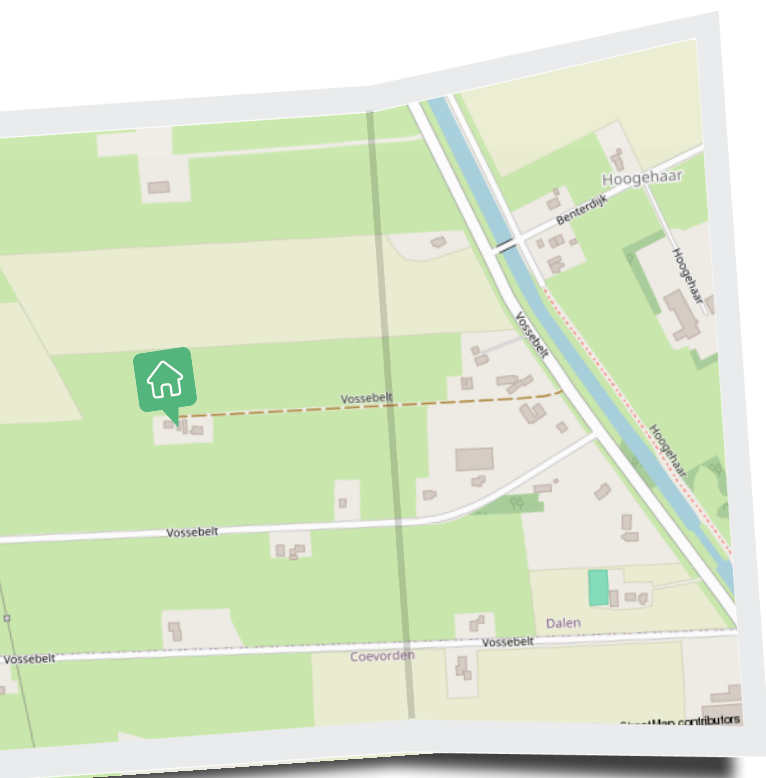 Hoogehaar
Benterdijk
Hoogehaar
Vossebelt
Vossebelt
Hoogehaar
Vossebelt
Dalen
Vossebelt
Vossebelt
Coevorden
StreetMap contributors